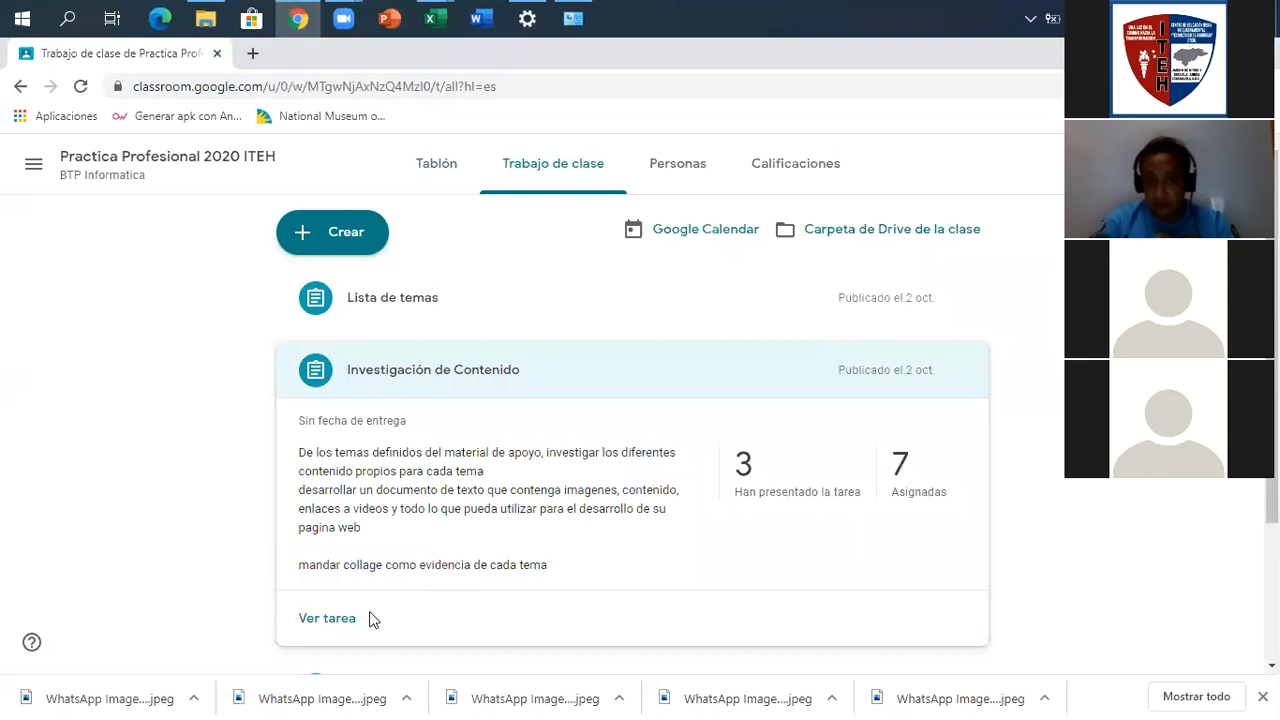 Trabajo de clase de Practica Prof
classroom.google.com/u/0/w/MTgwNjAxNzQ4MzI0/t/all?hl=es
Aplicaciones
Generar apk con An...
National Museum o...
Practica Profesional 2020 ITEH
BTP Informatica
Tablón
Trabajo de clase
Personas
Calificaciones
Crear
Google Calendar
Carpeta de Drive de la clase
Lista de temas
Publicado el 2 oct.
Investigación de Contenido
Publicado el 2 oct.
Sin fecha de entrega
De los temas definidos del material de apoyo, investigar los diferentes
contenido propios para cada tema
desarrollar un documento de texto que contenga imagenes, contenido,
enlaces a videos y todo lo que pueda utilizar para el desarrollo de su
pagina web
mandar collage como evidencia de cada tema
3
Han presentado la tarea
7
Asignadas
Ver tarea
WhatsApp Image....jpeg
WhatsApp Image....jpeg
WhatsApp Image....jpeg
WhatsApp Image....jpeg
WhatsApp Image....jpeg
Mostrar todo
ITEH